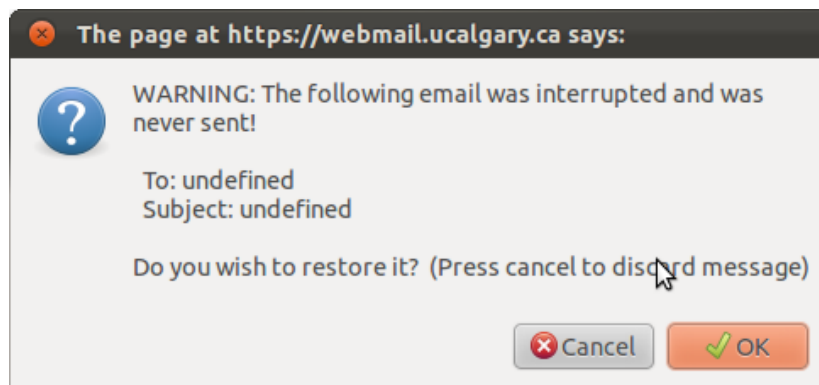 The page at https://webmail.ucalgary.ca says:
WARNING: The following email was interrupted and was
never sent!
To: undefined
Subject: undefined
Do you wish to restore it? (Press cancel to discard message)
Cancel
OK